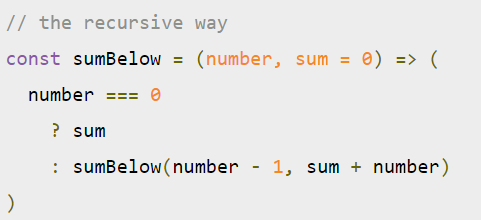 // the recursive way
const sumBelow = (number, sum = 0) => (
  number === 0
    ? sum
    : sumBelow(number - 1, sum + number)
)